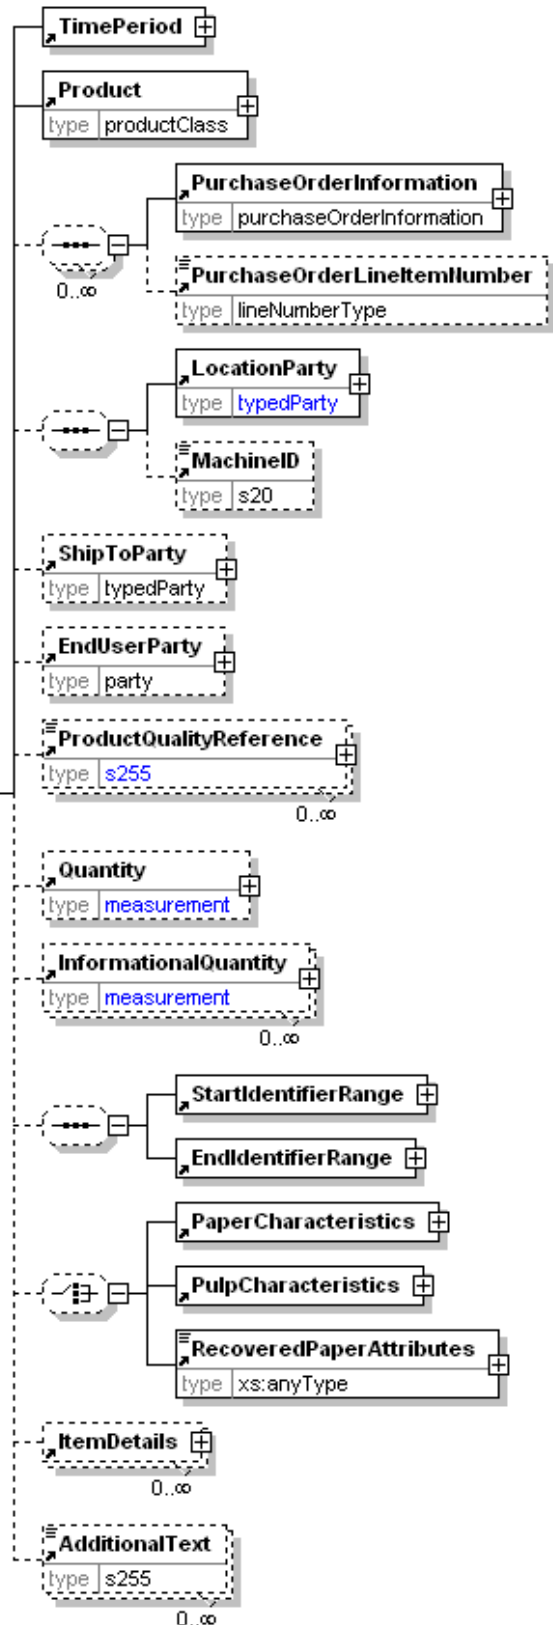 TimePeriod
Product
type productClass
PurchaseOrderInformation
type purchaseOrderInformation
0..∞
PurchaseOrderLineItemNumber
type lineNumberType
LocationParty
type typedParty
MachineID
type s20
ShipToParty
type typedParty
EndUserParty
type party
ProductQualityReference
type s255
0..∞
Quantity
type measurement
InformationalQuantity
type measurement
0..∞
StartIdentifierRange
EndIdentifierRange
PaperCharacteristics
PulpCharacteristics
RecoveredPaperAttributes
type xs:anyType
ItemDetails
0..∞
AdditionalText
type s255
0..∞